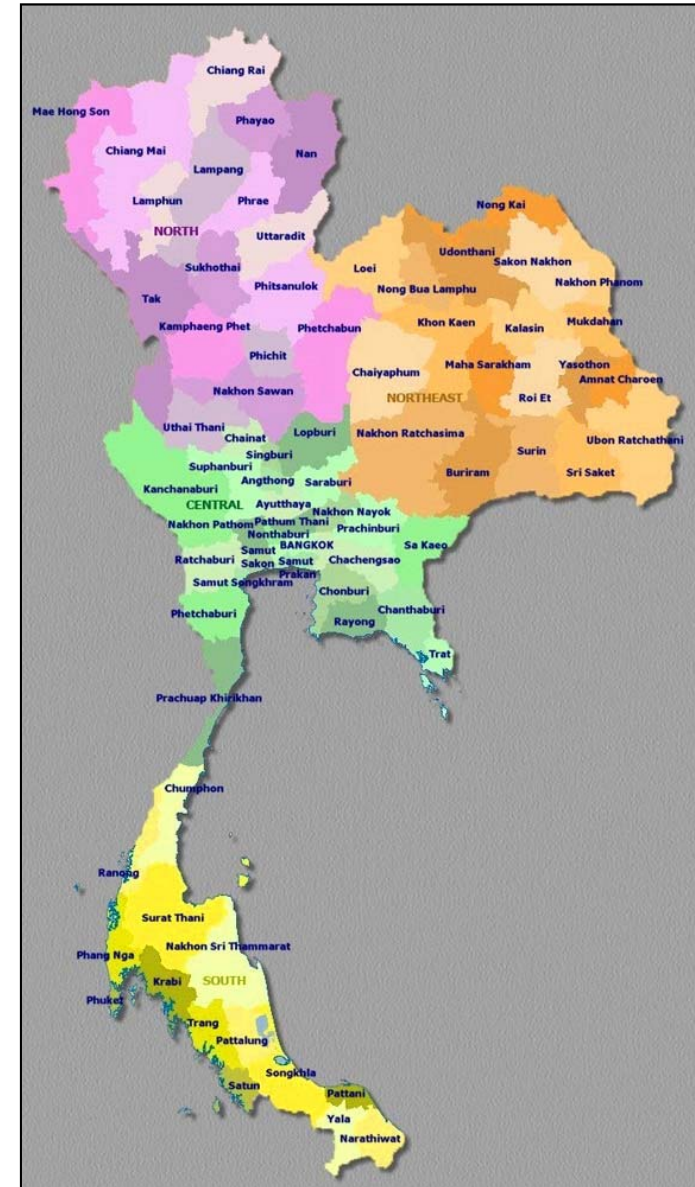 Chiang Rai
Mae Hong Son
Phayao
Chiang Mai
Nan
Lampang
Lamphun
Phrae
NORTH
Uttaradit
Sukhothai
Tak
Phitsanulok
Kamphaeng Phet
Phetchabun
Phichit
Nakhon Sawan
Uthai Thani
Nong Kai
Udonthani
Loei
Sakon Nakhon
Nong Bua Lamphu
Nakhon Phanom
Khon Kaen
Kalasin
Mukdahan
Chaiyaphum
Maha Sarakham
Yasothon
Amnat Charoen
NORTHEAST
Roi Et
Nakhon Ratchasima
Ubon Ratchathani
Surin
Buriram
Sri Saket
Chainat
Lopburi
Singburi
Suphanburi
Angthong
Saraburi
Kanchanaburi
CENTRAL
Ayutthaya
Nakhon Nayok
Nakhon Pathom
Pathum Thani
Prachinburi
Nonthaburi
BANGKOK
Sa Kaeo
Samut
Sakon
Samut
Prakan
Ratchaburi
Chachengsao
Samut Songkhram
Chonburi
Phetchaburi
Chanthaburi
Rayong
Trat
Prachuap Khirikhan
Chumphon
Ranong
Surat Thani
Nakhon Sri Thammarat
Phang Nga
Krabi
SOUTH
Phuket
Trang
Pattalung
Songkhla
Satun
Pattani
Yala
Narathiwat